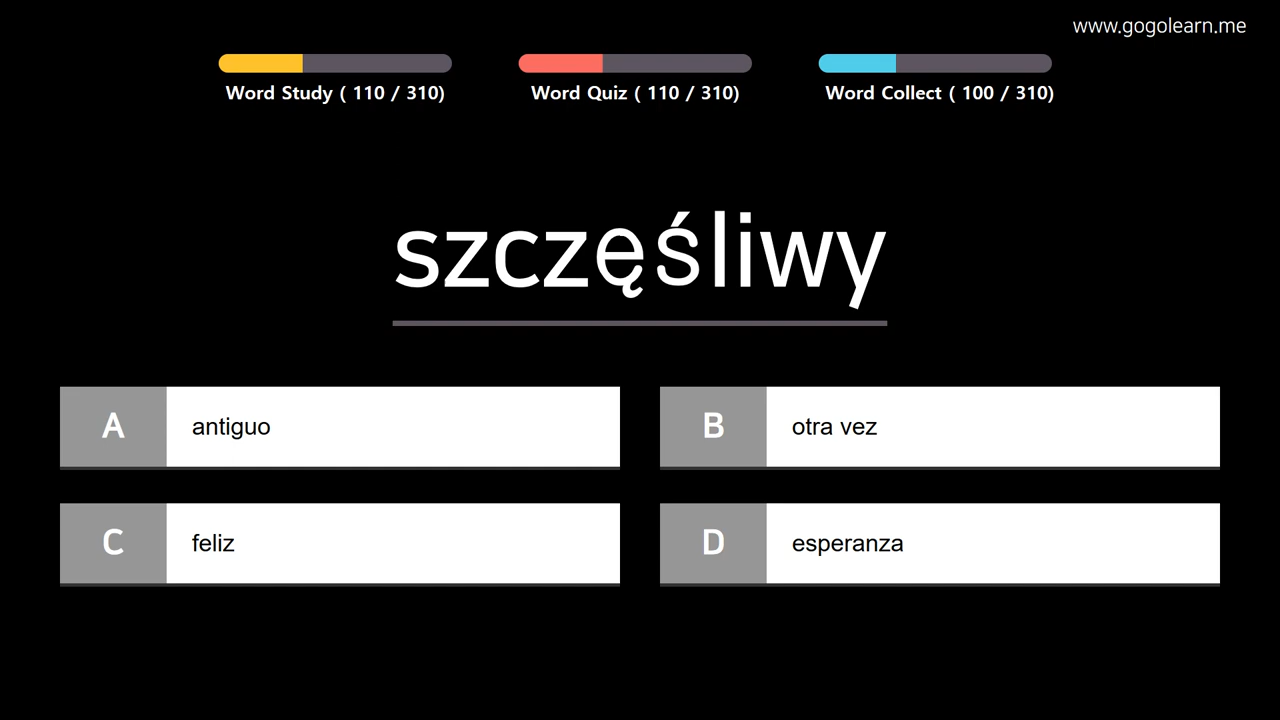 www.gogolearn.me
Word Study ( 110 / 310)
Word Quiz ( 110 / 310)
Word Collect ( 100 / 310)
szczęśliwy
A antiguo
B otra vez
C feliz
D esperanza